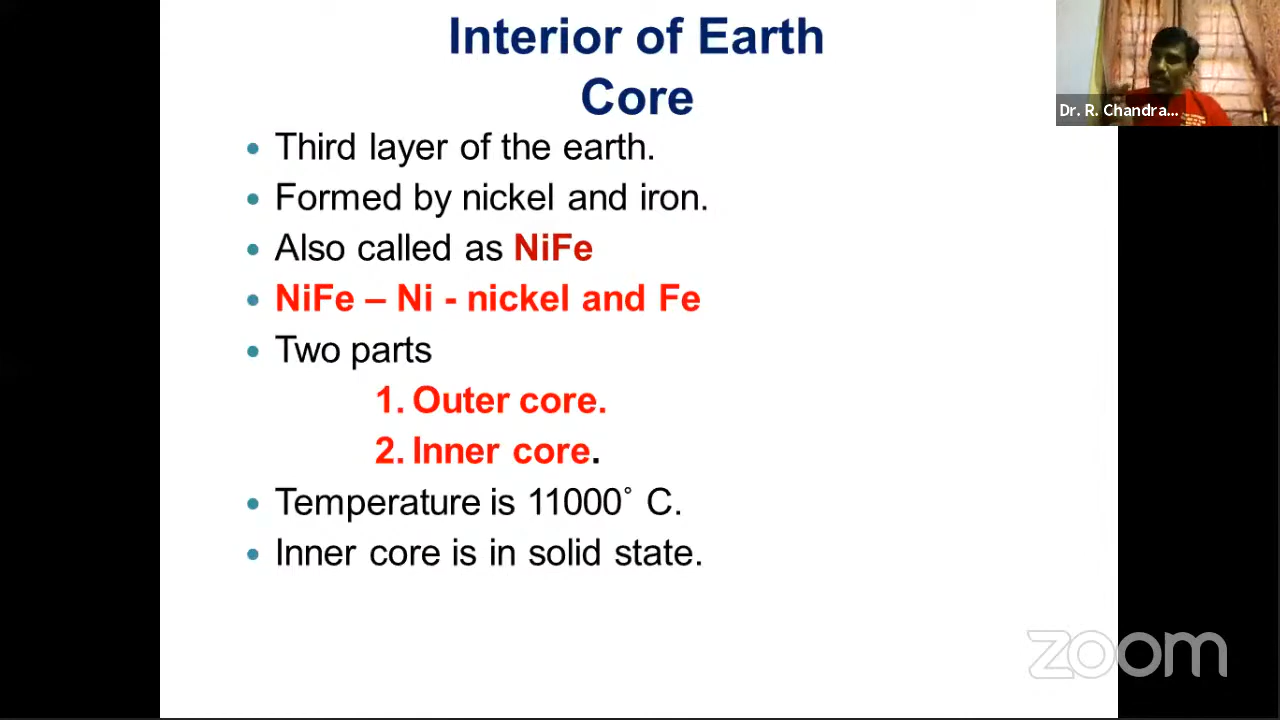 Interior of Earth
Core
Dr. R. Chandra...
• Third layer of the earth.
• Formed by nickel and iron.
• Also called as NiFe
• NiFe – Ni - nickel and Fe
• Two parts
1. Outer core.
2. Inner core.
• Temperature is 11000° C.
• Inner core is in solid state.
zoom